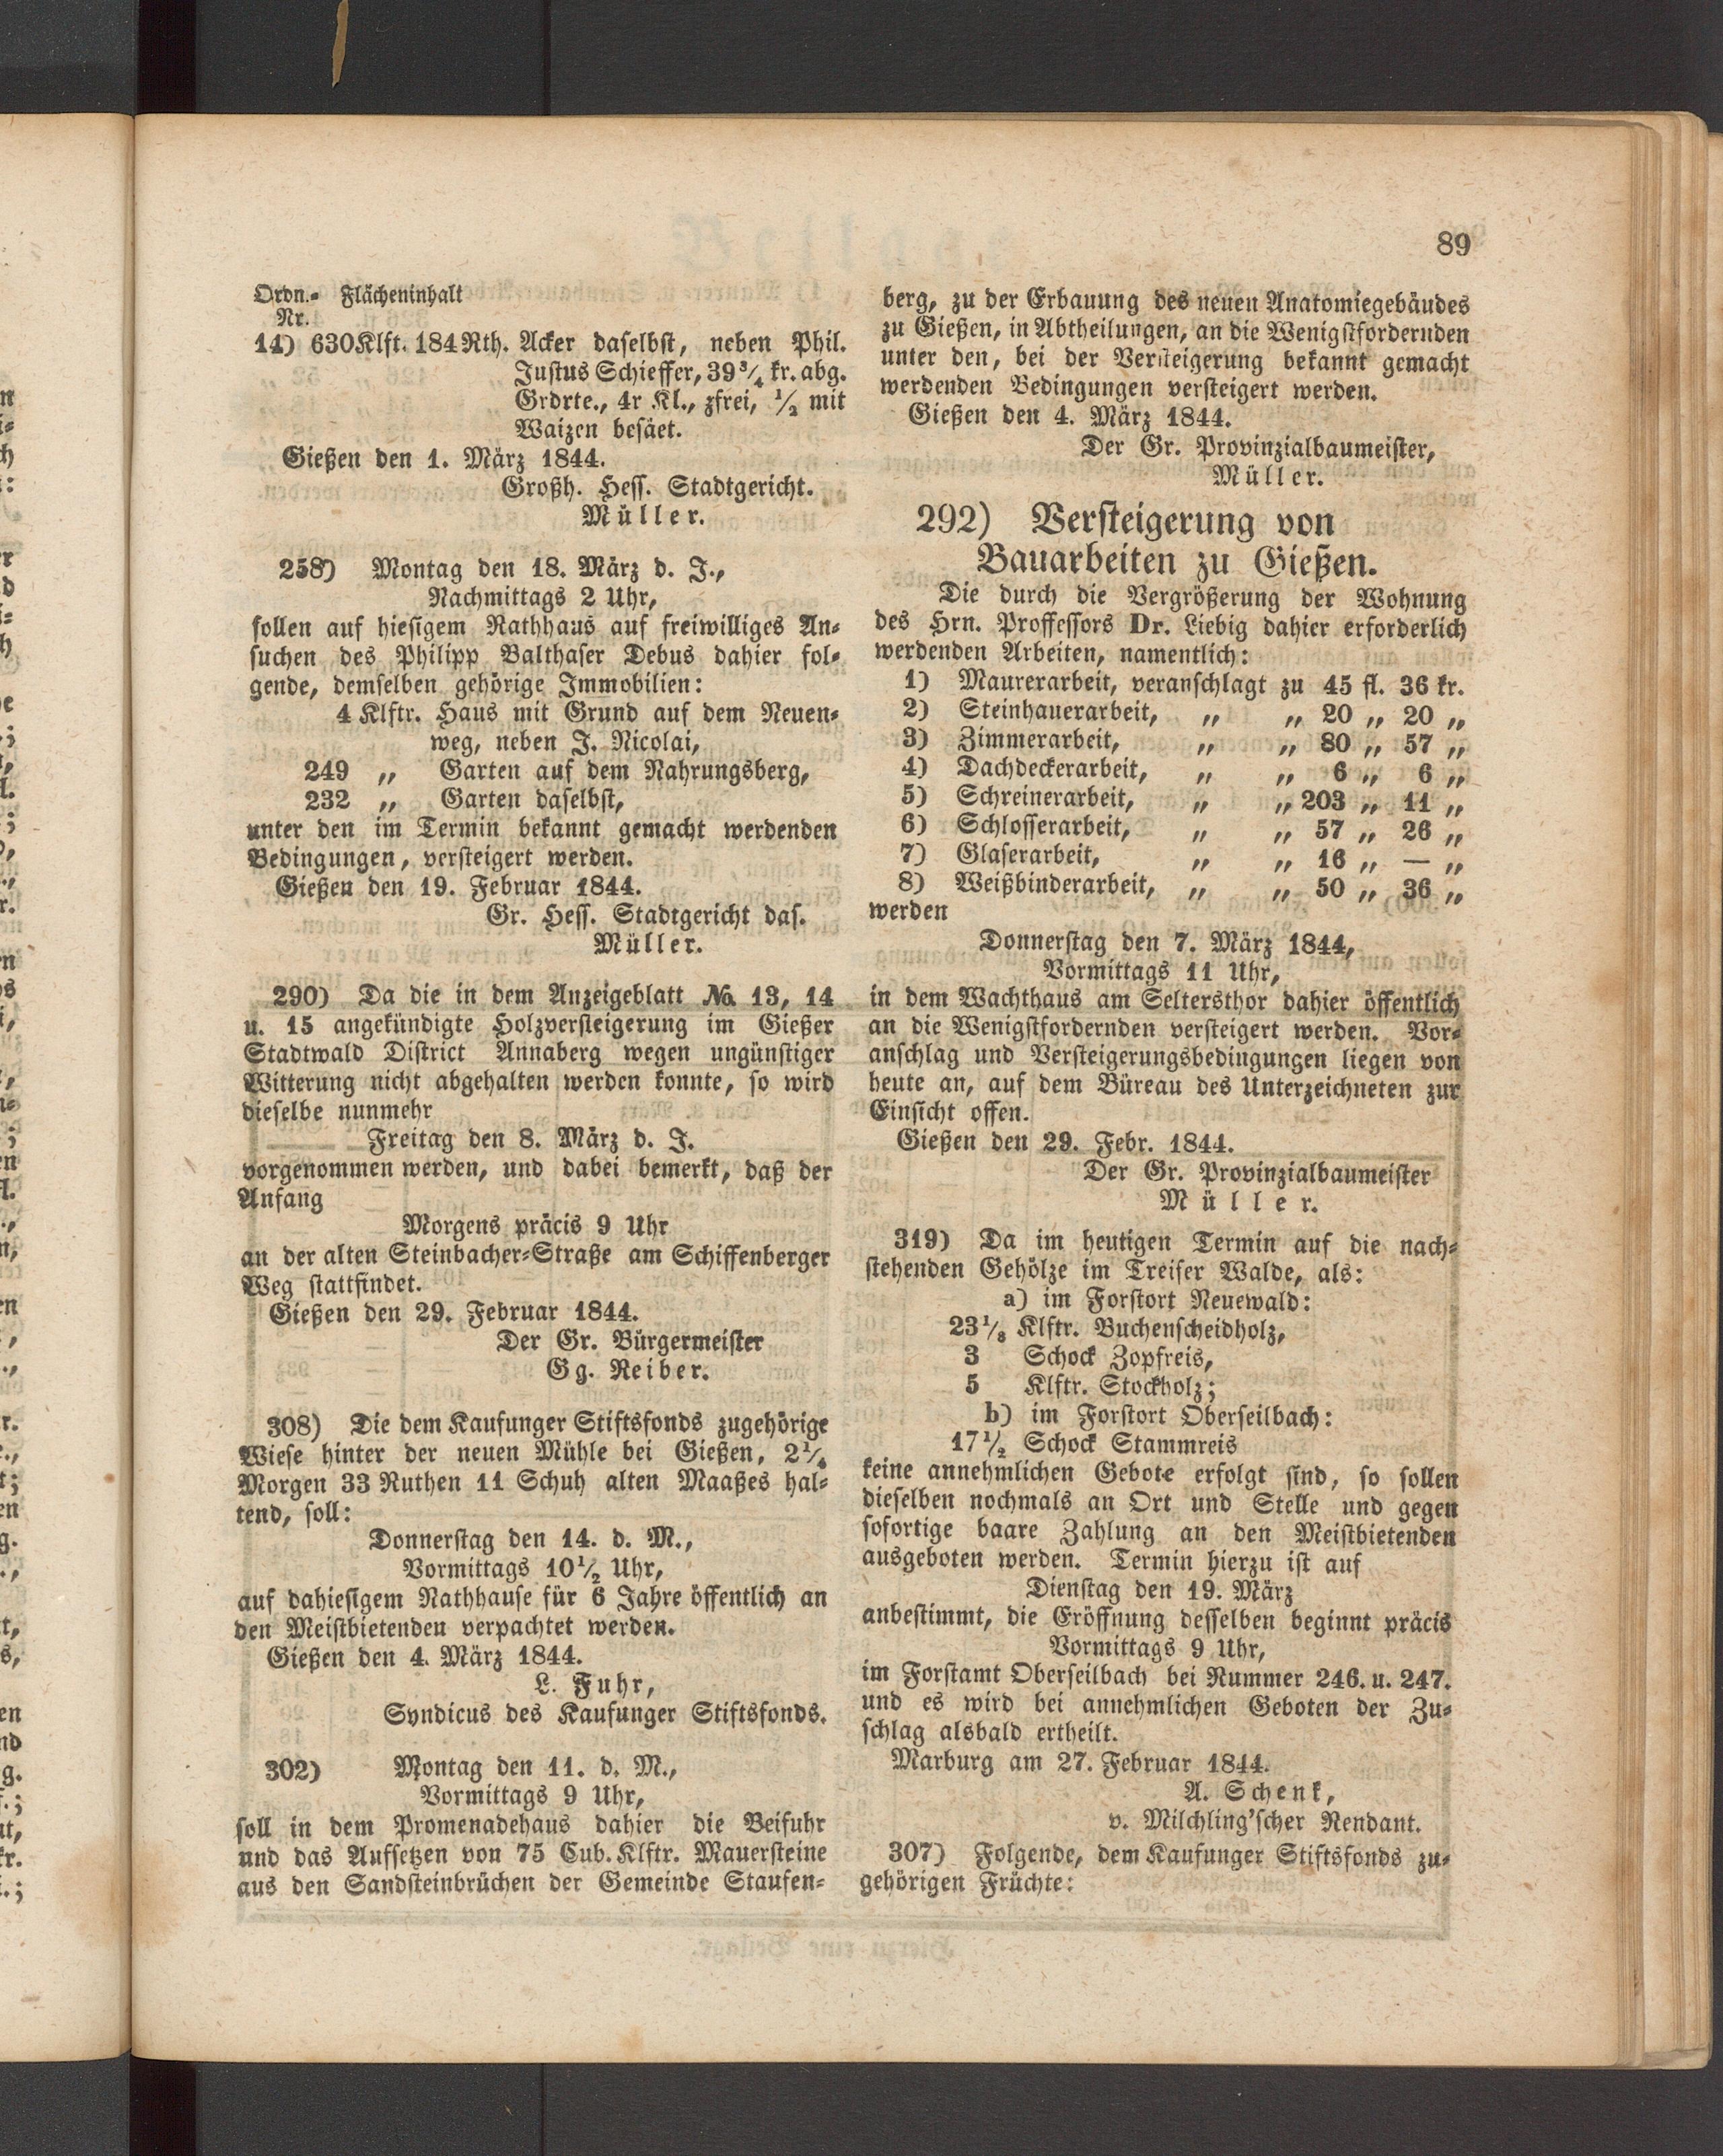 89
Ordn.- Flächeninhalt
Nr.
14) 630Klft. 184Rth. Acker daselbst, neben Phil.
Justus Schieffer, 39¾ kr. abg.
Grdrte., 4r Kl., zfrei, ½ mit
Waizen besäet.
Gießen den 1. März 1844.
Großh. Hess. Stadtgericht.
Müller.
258) Montag den 18. März d. J.,
Nachmittags 2 Uhr,
sollen auf hiesigem Rathhaus auf freiwilliges An-
suchen des Philipp Balthaser Debus dahier fol-
gende, demselben gehörige Immobilien:
4 Klftr. Haus mit Grund auf dem Neuen-
weg, neben J. Nicolai,
249 „ Garten auf dem Nahrungsberg,
232 „ Garten daselbst,
unter den im Termin bekannt gemacht werdenden
Bedingungen, versteigert werden.
Gießen den 19. Februar 1844.
Gr. Hess. Stadtgericht das.
Müller.
290) Da die in dem Anzeigeblatt No. 13, 14
u. 15 angekündigte Holzversteigerung im Gießer
Stadtwald District Annaberg wegen ungünstiger
Witterung nicht abgehalten werden konnte, so wird
dieselbe nunmehr
Freitag den 8. März d. J.
vorgenommen werden, und dabei bemerkt, daß der
Anfang
Morgens präcis 9 Uhr
an der alten Steinbacher-Straße am Schiffenberger
Weg stattfindet.
Gießen den 29. Februar 1844.
Der Gr. Bürgermeister
Gg. Reiber.
308) Die dem Kaufunger Stiftsfonds zugehörige
Wiese hinter der neuen Mühle bei Gießen, 2¼
Morgen 33 Ruthen 11 Schuh alten Maaßes hal-
tend, soll:
Donnerstag den 14. d. M.,
Vormittags 10½ Uhr,
auf dahiesigem Rathhause für 6 Jahre öffentlich an
den Meistbietenden verpachtet werden.
Gießen den 4. März 1844.
L. Fuhr,
Syndicus des Kaufunger Stiftsfonds.
302) Montag den 11. d. M.,
Vormittags 9 Uhr,
soll in dem Promenadehaus dahier die Beifuhr
und das Aufsetzen von 75 Cub. Klftr. Mauersteine
aus den Sandsteinbrüchen der Gemeinde Staufen-
berg, zu der Erbauung des neuen Anatomiegebäudes
zu Gießen, in Abtheilungen, an die Wenigstfordernden
unter den, bei der Versteigerung bekannt gemacht
werdenden Bedingungen versteigert werden.
Gießen den 4. März 1844.
Der Gr. Provinzialbaumeister,
Müller.
292) Versteigerung von
Bauarbeiten zu Gießen.
Die durch die Vergrößerung der Wohnung
des Hrn. Proffessors Dr. Liebig dahier erforderlich
werdenden Arbeiten, namentlich:
1) Maurerarbeit, veranschlagt zu 45 fl. 36 kr.
2) Steinhauerarbeit, „ „ 20 „ 20 „
3) Zimmerarbeit, „ „ 80 „ 57 „
4) Dachdeckerarbeit, „ „ 6 „ 6 „
5) Schreinerarbeit, „ „ 203 „ 11 „
6) Schlosserarbeit, „ „ 57 „ 26 „
7) Glaserarbeit, „ „ 16 „ — „
8) Weißbinderarbeit, „ „ 50 „ 36 „
werden
Donnerstag den 7. März 1844,
Vormittags 11 Uhr,
in dem Wachthaus am Seltersthor dahier öffentlich
an die Wenigstfordernden versteigert werden. Vor-
anschlag und Versteigerungsbedingungen liegen von
heute an, auf dem Büreau des Unterzeichneten zur
Einsicht offen.
Gießen den 29. Febr. 1844.
Der Gr. Provinzialbaumeister
Müller.
319) Da im heutigen Termin auf die nach-
stehenden Gehölze im Treiser Walde, als:
a) im Forstort Neuewald:
23⅛ Klftr. Buchenscheidholz,
3 Schock Zopfreis,
5 Klftr. Stockholz;
b) im Forstort Oberseilbach:
17½ Schock Stammreis
keine annehmlichen Gebote erfolgt sind, so sollen
dieselben nochmals an Ort und Stelle und gegen
sofortige baare Zahlung an den Meistbietenden
ausgeboten werden. Termin hierzu ist auf
Dienstag den 19. März
anbestimmt, die Eröffnung desselben beginnt präcis
Vormittags 9 Uhr,
im Forstamt Oberseilbach bei Nummer 246. u. 247.
und es wird bei annehmlichen Geboten der Zu-
schlag alsbald ertheilt.
Marburg am 27. Februar 1844.
A. Schenk,
v. Milchling'scher Rendant.
307) Folgende, dem Kaufunger Stiftsfonds zu-
gehörigen Früchte: